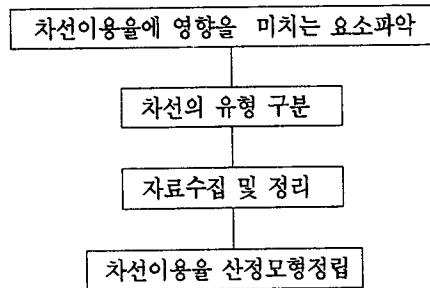 차선이용율에 영향을 미치는 요소파악
차선의 유형 구분
자료수집 및 정리
차선이용율 산정모형정립